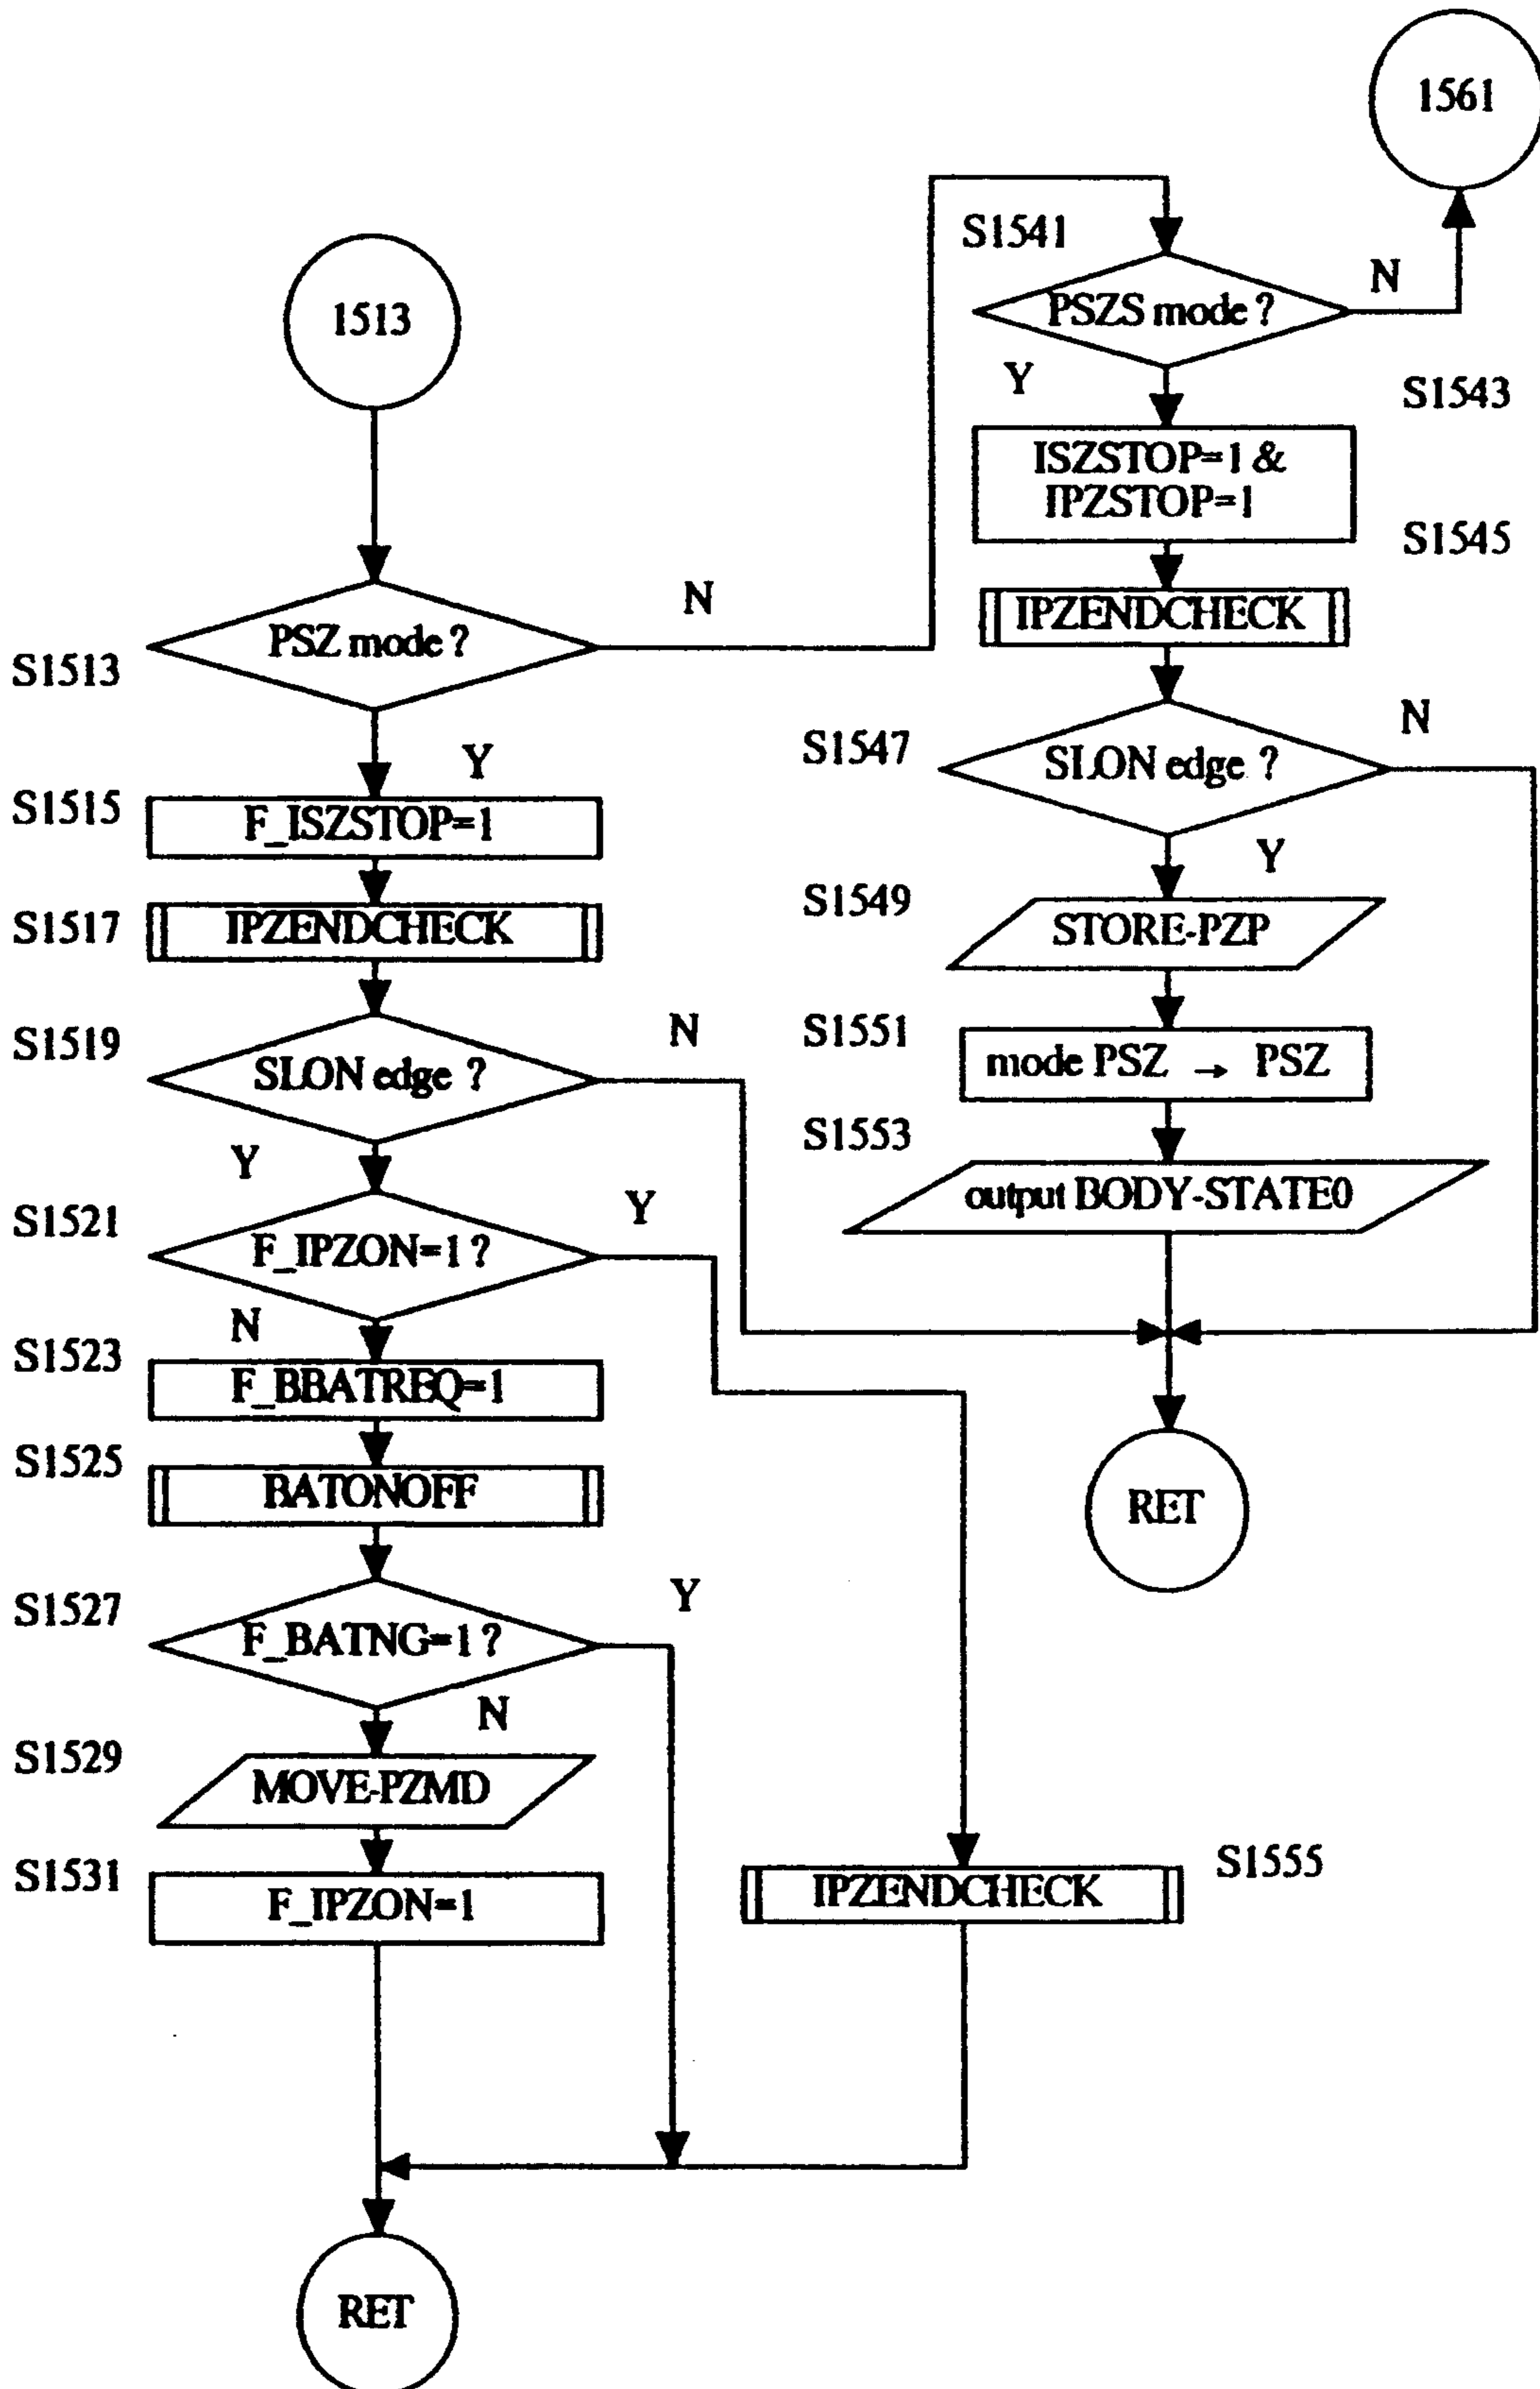 1513
S1513
PSZ mode ?
N
Y
S1515
F_ISZSTOP=1
S1517
IPZENDCHECK
S1519
SLON edge ?
N
Y
S1521
F_IPZON=1 ?
Y
N
S1523
F_BBATREQ=1
S1525
BATONOFF
S1527
F_BATNG=1 ?
Y
N
S1529
MOVE-PZMD
S1531
F_IPZON=1
RET
1561
S1541
PSZS mode ?
N
Y
S1543
ISZSTOP=1 &
IPZSTOP=1
S1545
IPZENDCHECK
S1547
SLON edge ?
N
Y
S1549
STORE-PZP
S1551
mode PSZ → PSZ
S1553
output BODY-STATE0
RET
S1555
IPZENDCHECK